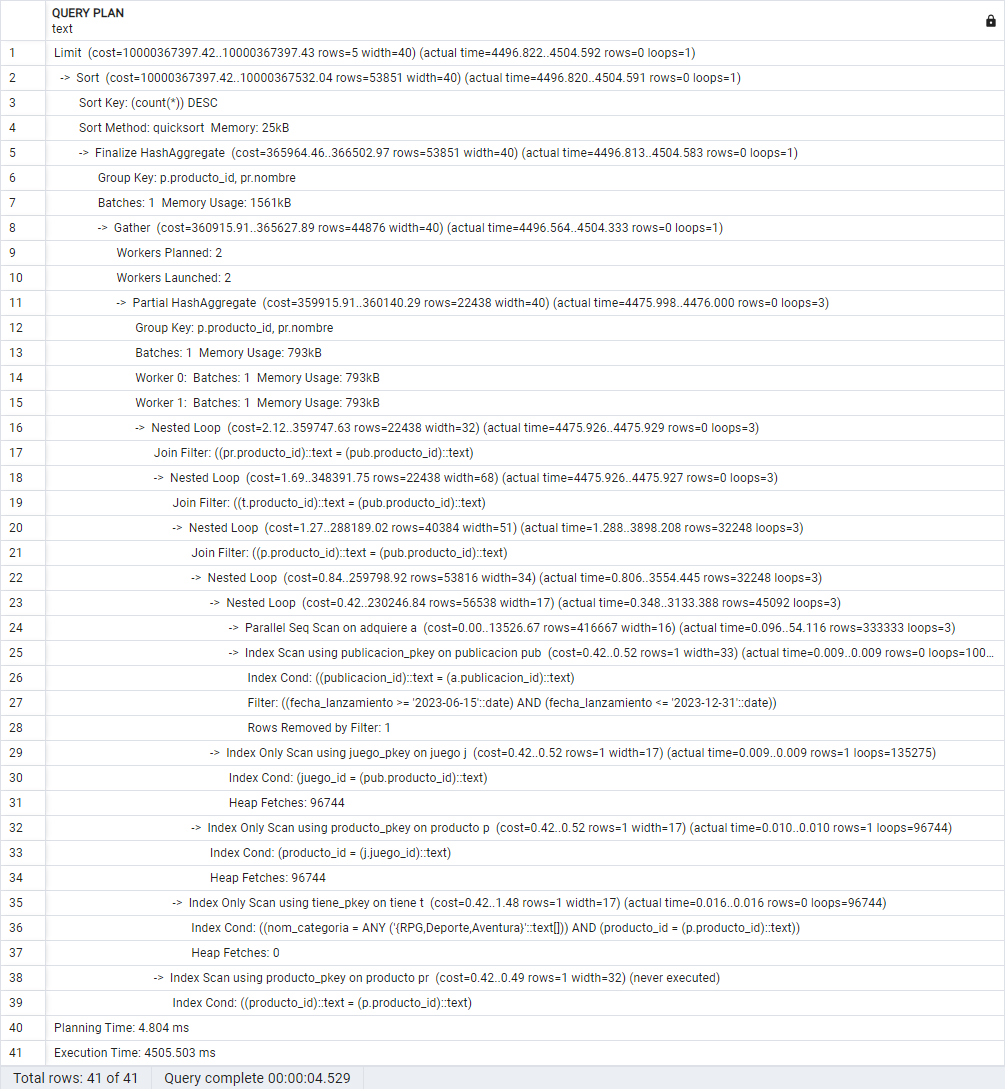 QUERY PLAN
text
1 Limit (cost=10000367397.42..10000367397.43 rows=5 width=40) (actual time=4496.822..4504.592 rows=0 loops=1)
2 -> Sort (cost=10000367397.42..10000367532.04 rows=53851 width=40) (actual time=4496.820..4504.591 rows=0 loops=1)
3 Sort Key: (count(*)) DESC
4 Sort Method: quicksort Memory: 25kB
5 -> Finalize HashAggregate (cost=365964.46..366502.97 rows=53851 width=40) (actual time=4496.813..4504.583 rows=0 loops=1)
6 Group Key: p.producto_id, pr.nombre
7 Batches: 1 Memory Usage: 1561kB
8 -> Gather (cost=360915.91..365627.89 rows=44876 width=40) (actual time=4496.564..4504.333 rows=0 loops=1)
9 Workers Planned: 2
10 Workers Launched: 2
11 -> Partial HashAggregate (cost=359915.91..360140.29 rows=22438 width=40) (actual time=4475.998..4476.000 rows=0 loops=3)
12 Group Key: p.producto_id, pr.nombre
13 Batches: 1 Memory Usage: 793kB
14 Worker 0: Batches: 1 Memory Usage: 793kB
15 Worker 1: Batches: 1 Memory Usage: 793kB
16 -> Nested Loop (cost=2.12..359747.63 rows=22438 width=32) (actual time=4475.926..4475.929 rows=0 loops=3)
17 Join Filter: ((pr.producto_id)::text = (pub.producto_id)::text)
18 -> Nested Loop (cost=1.69..348391.75 rows=22438 width=68) (actual time=4475.926..4475.927 rows=0 loops=3)
19 Join Filter: ((t.producto_id)::text = (pub.producto_id)::text)
20 -> Nested Loop (cost=1.27..288189.02 rows=40384 width=51) (actual time=1.288..3898.208 rows=32248 loops=3)
21 Join Filter: ((p.producto_id)::text = (pub.producto_id)::text)
22 -> Nested Loop (cost=0.84..259798.92 rows=53816 width=34) (actual time=0.806..3554.445 rows=32248 loops=3)
23 -> Nested Loop (cost=0.42..230246.84 rows=56538 width=17) (actual time=0.348..3133.388 rows=45092 loops=3)
24 -> Parallel Seq Scan on adquiere a (cost=0.00..13526.67 rows=416667 width=16) (actual time=0.096..54.116 rows=333333 loops=3)
25 -> Index Scan using publicacion_pkey on publicacion pub (cost=0.42..0.52 rows=1 width=33) (actual time=0.009..0.009 rows=0 loops=100...
26 Index Cond: ((publicacion_id)::text = (a.publicacion_id)::text)
27 Filter: ((fecha_lanzamiento >= '2023-06-15'::date) AND (fecha_lanzamiento <= '2023-12-31'::date))
28 Rows Removed by Filter: 1
29 -> Index Only Scan using juego_pkey on juego j (cost=0.42..0.52 rows=1 width=17) (actual time=0.009..0.009 rows=1 loops=135275)
30 Index Cond: (juego_id = (pub.producto_id)::text)
31 Heap Fetches: 96744
32 -> Index Only Scan using producto_pkey on producto p (cost=0.42..0.52 rows=1 width=17) (actual time=0.010..0.010 rows=1 loops=96744)
33 Index Cond: (producto_id = (j.juego_id)::text)
34 Heap Fetches: 96744
35 -> Index Only Scan using tiene_pkey on tiene t (cost=0.42..1.48 rows=1 width=17) (actual time=0.016..0.016 rows=0 loops=96744)
36 Index Cond: ((nom_categoria = ANY ('{RPG,Deporte,Aventura}'::text[])) AND (producto_id = (p.producto_id)::text))
37 Heap Fetches: 0
38 -> Index Scan using producto_pkey on producto pr (cost=0.42..0.49 rows=1 width=32) (never executed)
39 Index Cond: ((producto_id)::text = (p.producto_id)::text)
40 Planning Time: 4.804 ms
41 Execution Time: 4505.503 ms
Total rows: 41 of 41 Query complete 00:00:04.529